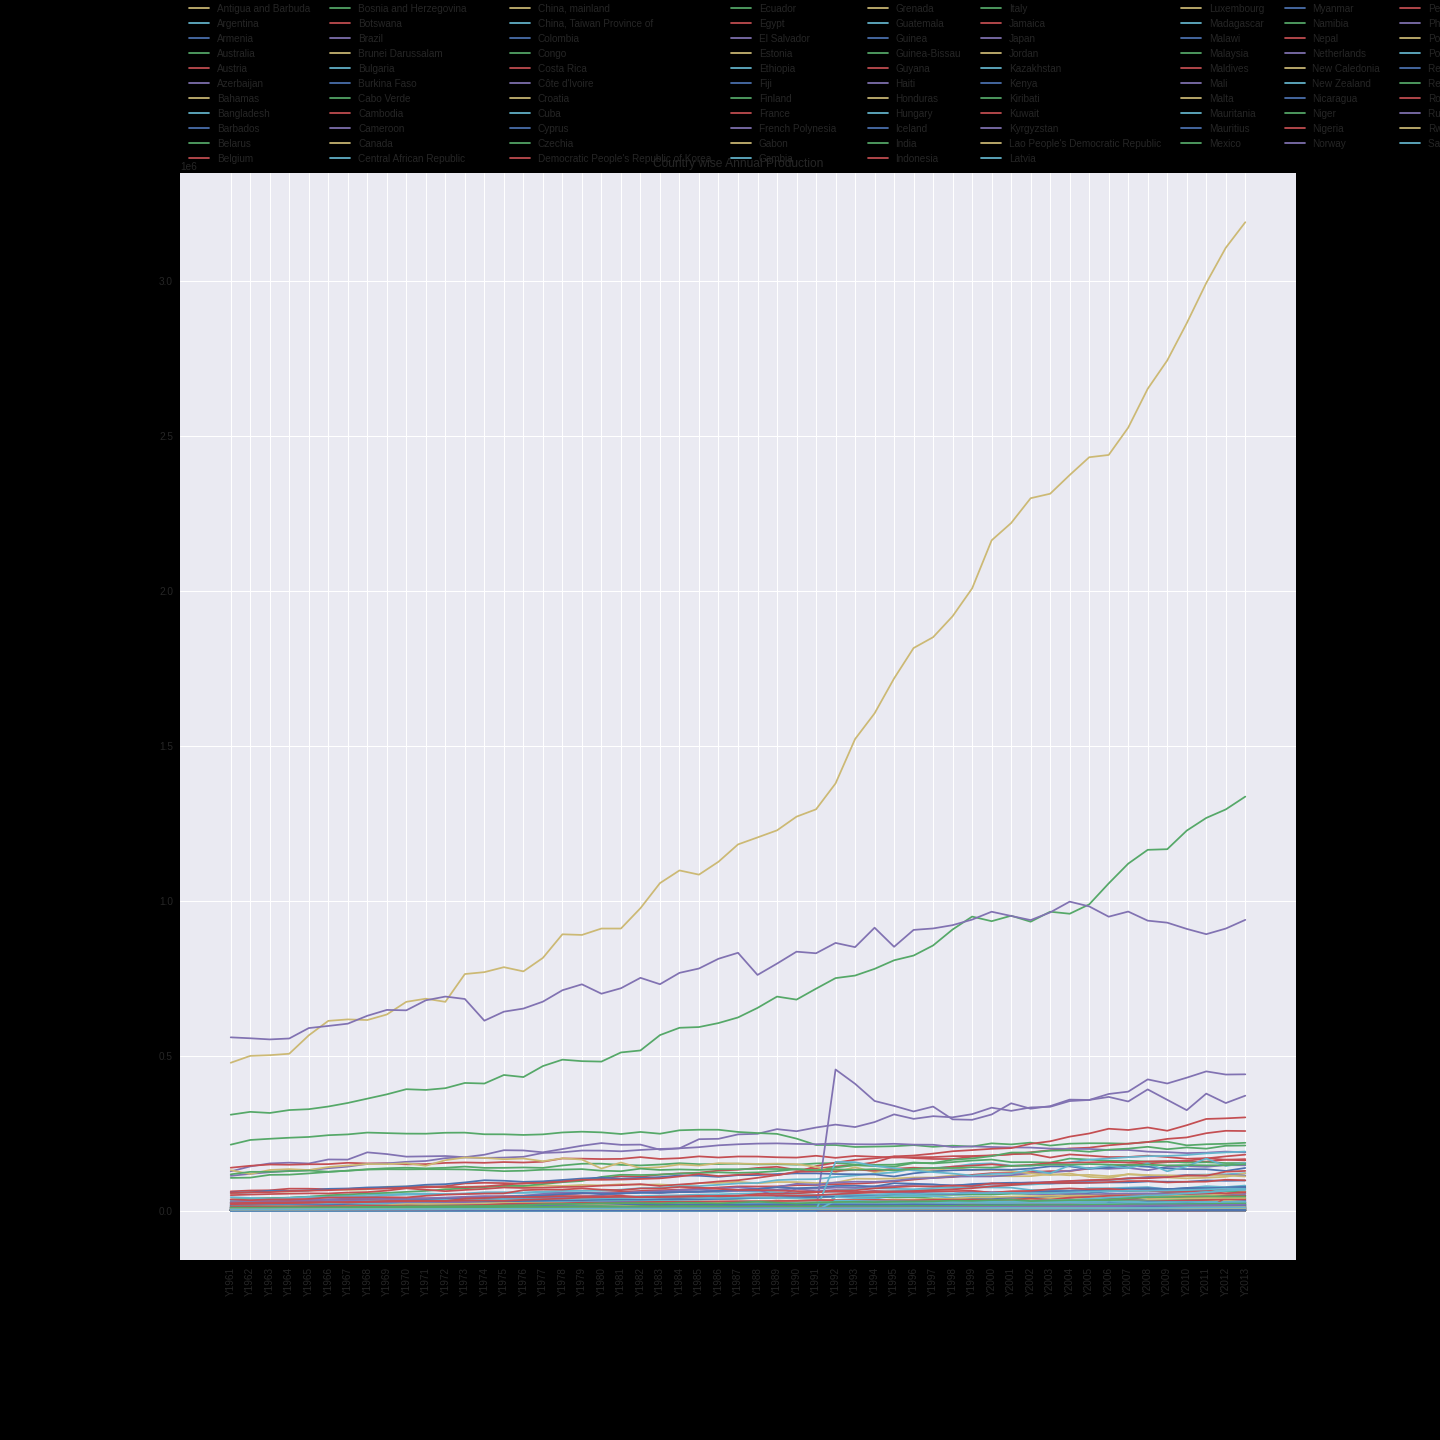 Antigua and Barbuda Bosnia and Herzegovina China, mainland Ecuador Grenada Italy Luxembourg Myanmar
Argentina Botswana China, Taiwan Province of Egypt Guatemala Jamaica Madagascar Namibia
Armenia Brazil Colombia El Salvador Guinea Japan Malawi Nepal
Australia Brunei Darussalam Congo Estonia Guinea-Bissau Jordan Malaysia Netherlands
Austria Bulgaria Costa Rica Ethiopia Guyana Kazakhstan Maldives New Caledonia
Azerbaijan Burkina Faso Côte d'Ivoire Fiji Haiti Kenya Mali New Zealand
Bahamas Cabo Verde Croatia Finland Honduras Kiribati Malta Nicaragua
Bangladesh Cambodia Cuba France Hungary Kuwait Mauritania Niger
Barbados Cameroon Cyprus French Polynesia Iceland Kyrgyzstan Mauritius Nigeria
Belarus Canada Czechia Gabon India Lao People's Democratic Republic Mexico Norway
Belgium Central African Republic Democratic People's Republic of Korea Gambia Indonesia Latvia
1e6
Country wise Annual Production
3.0
2.5
2.0
1.5
1.0
0.5
0.0
Y1961 Y1962 Y1963 Y1964 Y1965 Y1966 Y1967 Y1968 Y1969 Y1970 Y1971 Y1972 Y1973 Y1974 Y1975 Y1976 Y1977 Y1978 Y1979 Y1980 Y1981 Y1982 Y1983 Y1984 Y1985 Y1986 Y1987 Y1988 Y1989 Y1990 Y1991 Y1992 Y1993 Y1994 Y1995 Y1996 Y1997 Y1998 Y1999 Y2000 Y2001 Y2002 Y2003 Y2004 Y2005 Y2006 Y2007 Y2008 Y2009 Y2010 Y2011 Y2012 Y2013